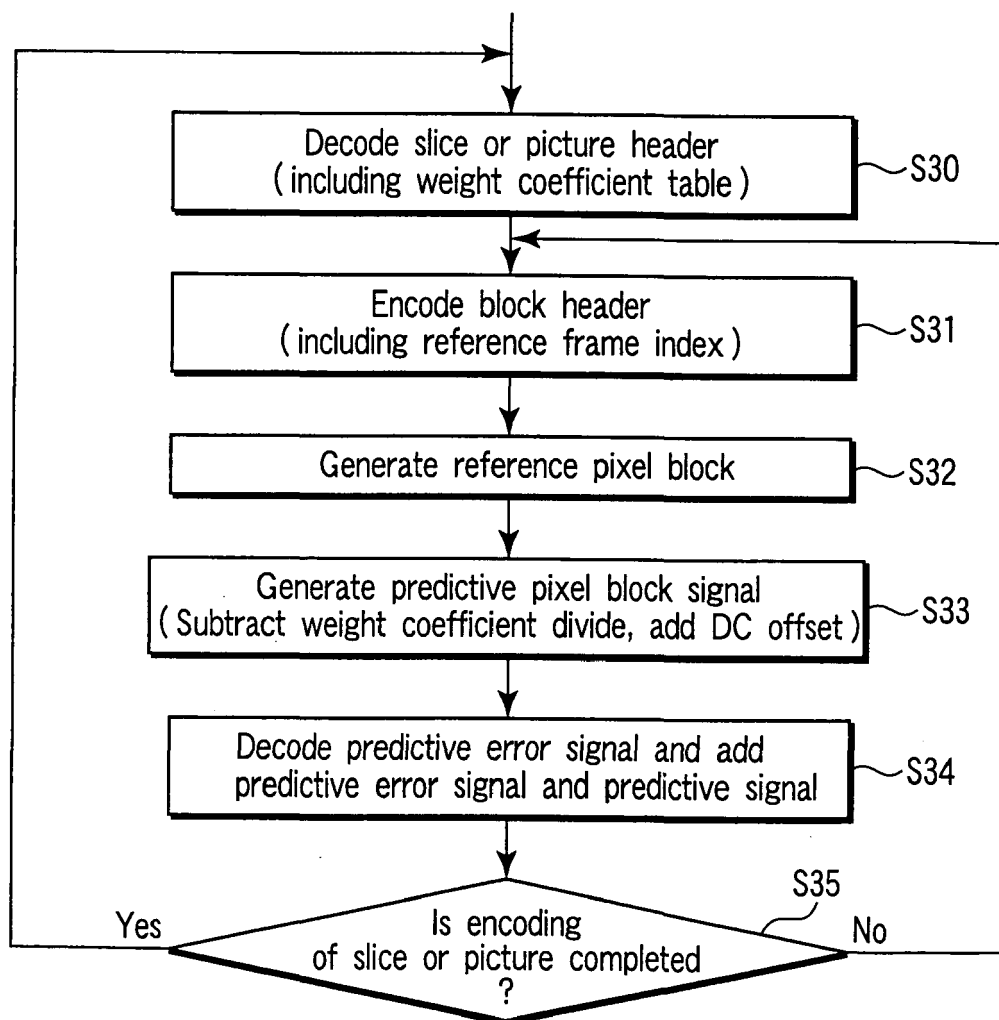 Decode slice or picture header
(including weight coefficient table)
S30
Encode block header
(including reference frame index)
S31
Generate reference pixel block
S32
Generate predictive pixel block signal
(Subtract weight coefficient divide, add DC offset)
S33
Decode predictive error signal and add
predictive error signal and predictive signal
S34
S35
Yes
Is encoding
of slice or picture completed
?
No